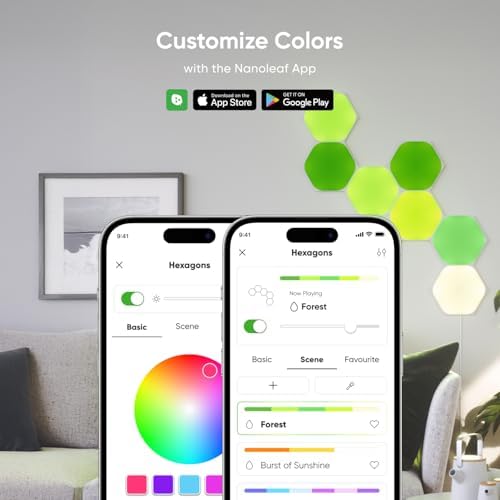 Customize Colors
with the Nanoleaf App
Download on the
App Store
GET IT ON
Google Play
9:41
Hexagons
Basic
Scene
9:41
Hexagons
Now Playing
Forest
Basic
Scene
Favourite
Forest
Burst of Sunshine